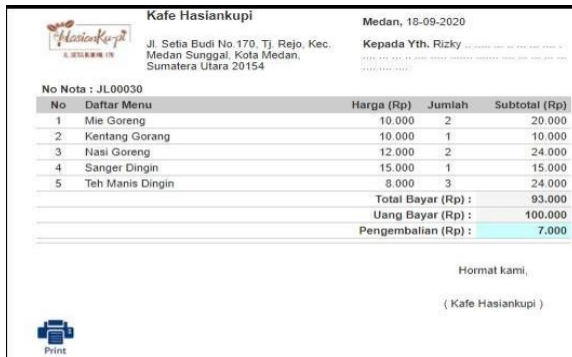 Kafe Hasiankupi
HasianKupi
Jl. Setia Budi No.170, Tj. Rejo, Kec.
Medan Sunggal, Kota Medan,
Sumatera Utara 20154
Medan, 18-09-2020
Kepada Yth. Rizky
No Nota : JL00030
No Daftar Menu Harga (Rp) Jumlah Subtotal (Rp)
1 Mie Goreng 10.000 2 20.000
2 Kentang Gorang 10.000 1 10.000
3 Nasi Goreng 12.000 2 24.000
4 Sanger Dingin 15.000 1 15.000
5 Teh Manis Dingin 8.000 3 24.000
Total Bayar (Rp) : 93.000
Uang Bayar (Rp) : 100.000
Pengembalian (Rp) : 7.000
Hormat kami,
( Kafe Hasiankupi )
Print